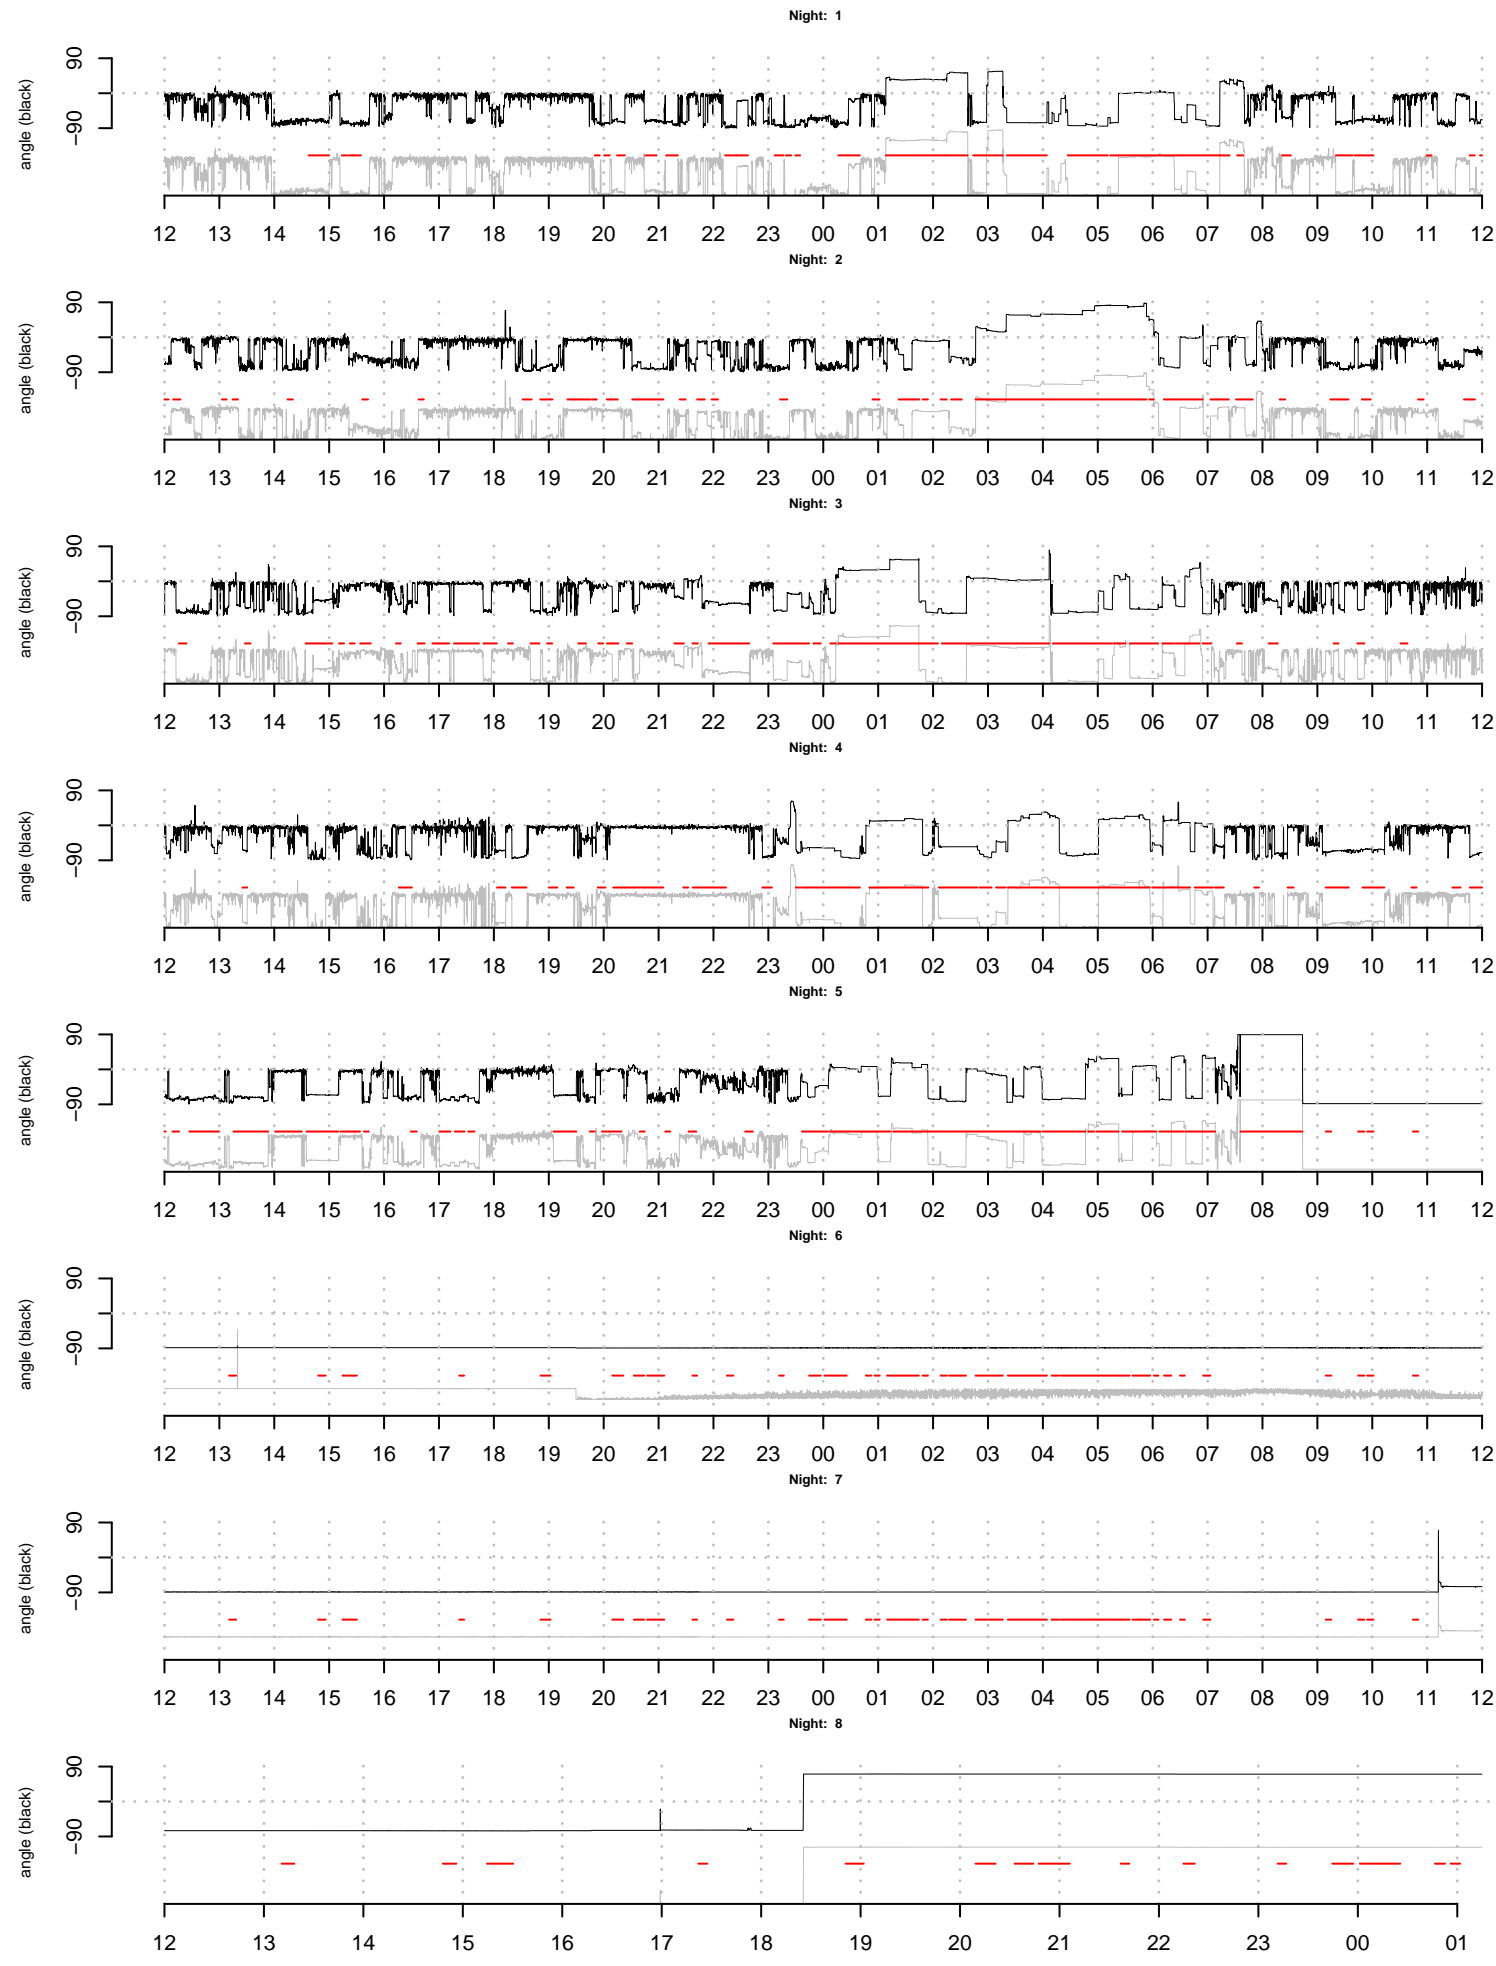 Night: 1
90
-90
angle (black)
12 13 14 15 16 17 18 19 20 21 22 23 00 01 02 03 04 05 06 07 08 09 10 11 12
Night: 2
90
-90
angle (black)
12 13 14 15 16 17 18 19 20 21 22 23 00 01 02 03 04 05 06 07 08 09 10 11 12
Night: 3
90
-90
angle (black)
12 13 14 15 16 17 18 19 20 21 22 23 00 01 02 03 04 05 06 07 08 09 10 11 12
Night: 4
90
-90
angle (black)
12 13 14 15 16 17 18 19 20 21 22 23 00 01 02 03 04 05 06 07 08 09 10 11 12
Night: 5
90
-90
angle (black)
12 13 14 15 16 17 18 19 20 21 22 23 00 01 02 03 04 05 06 07 08 09 10 11 12
Night: 6
90
-90
angle (black)
12 13 14 15 16 17 18 19 20 21 22 23 00 01 02 03 04 05 06 07 08 09 10 11 12
Night: 7
90
-90
angle (black)
12 13 14 15 16 17 18 19 20 21 22 23 00 01 02 03 04 05 06 07 08 09 10 11 12
Night: 8
90
-90
angle (black)
12 13 14 15 16 17 18 19 20 21 22 23 00 01